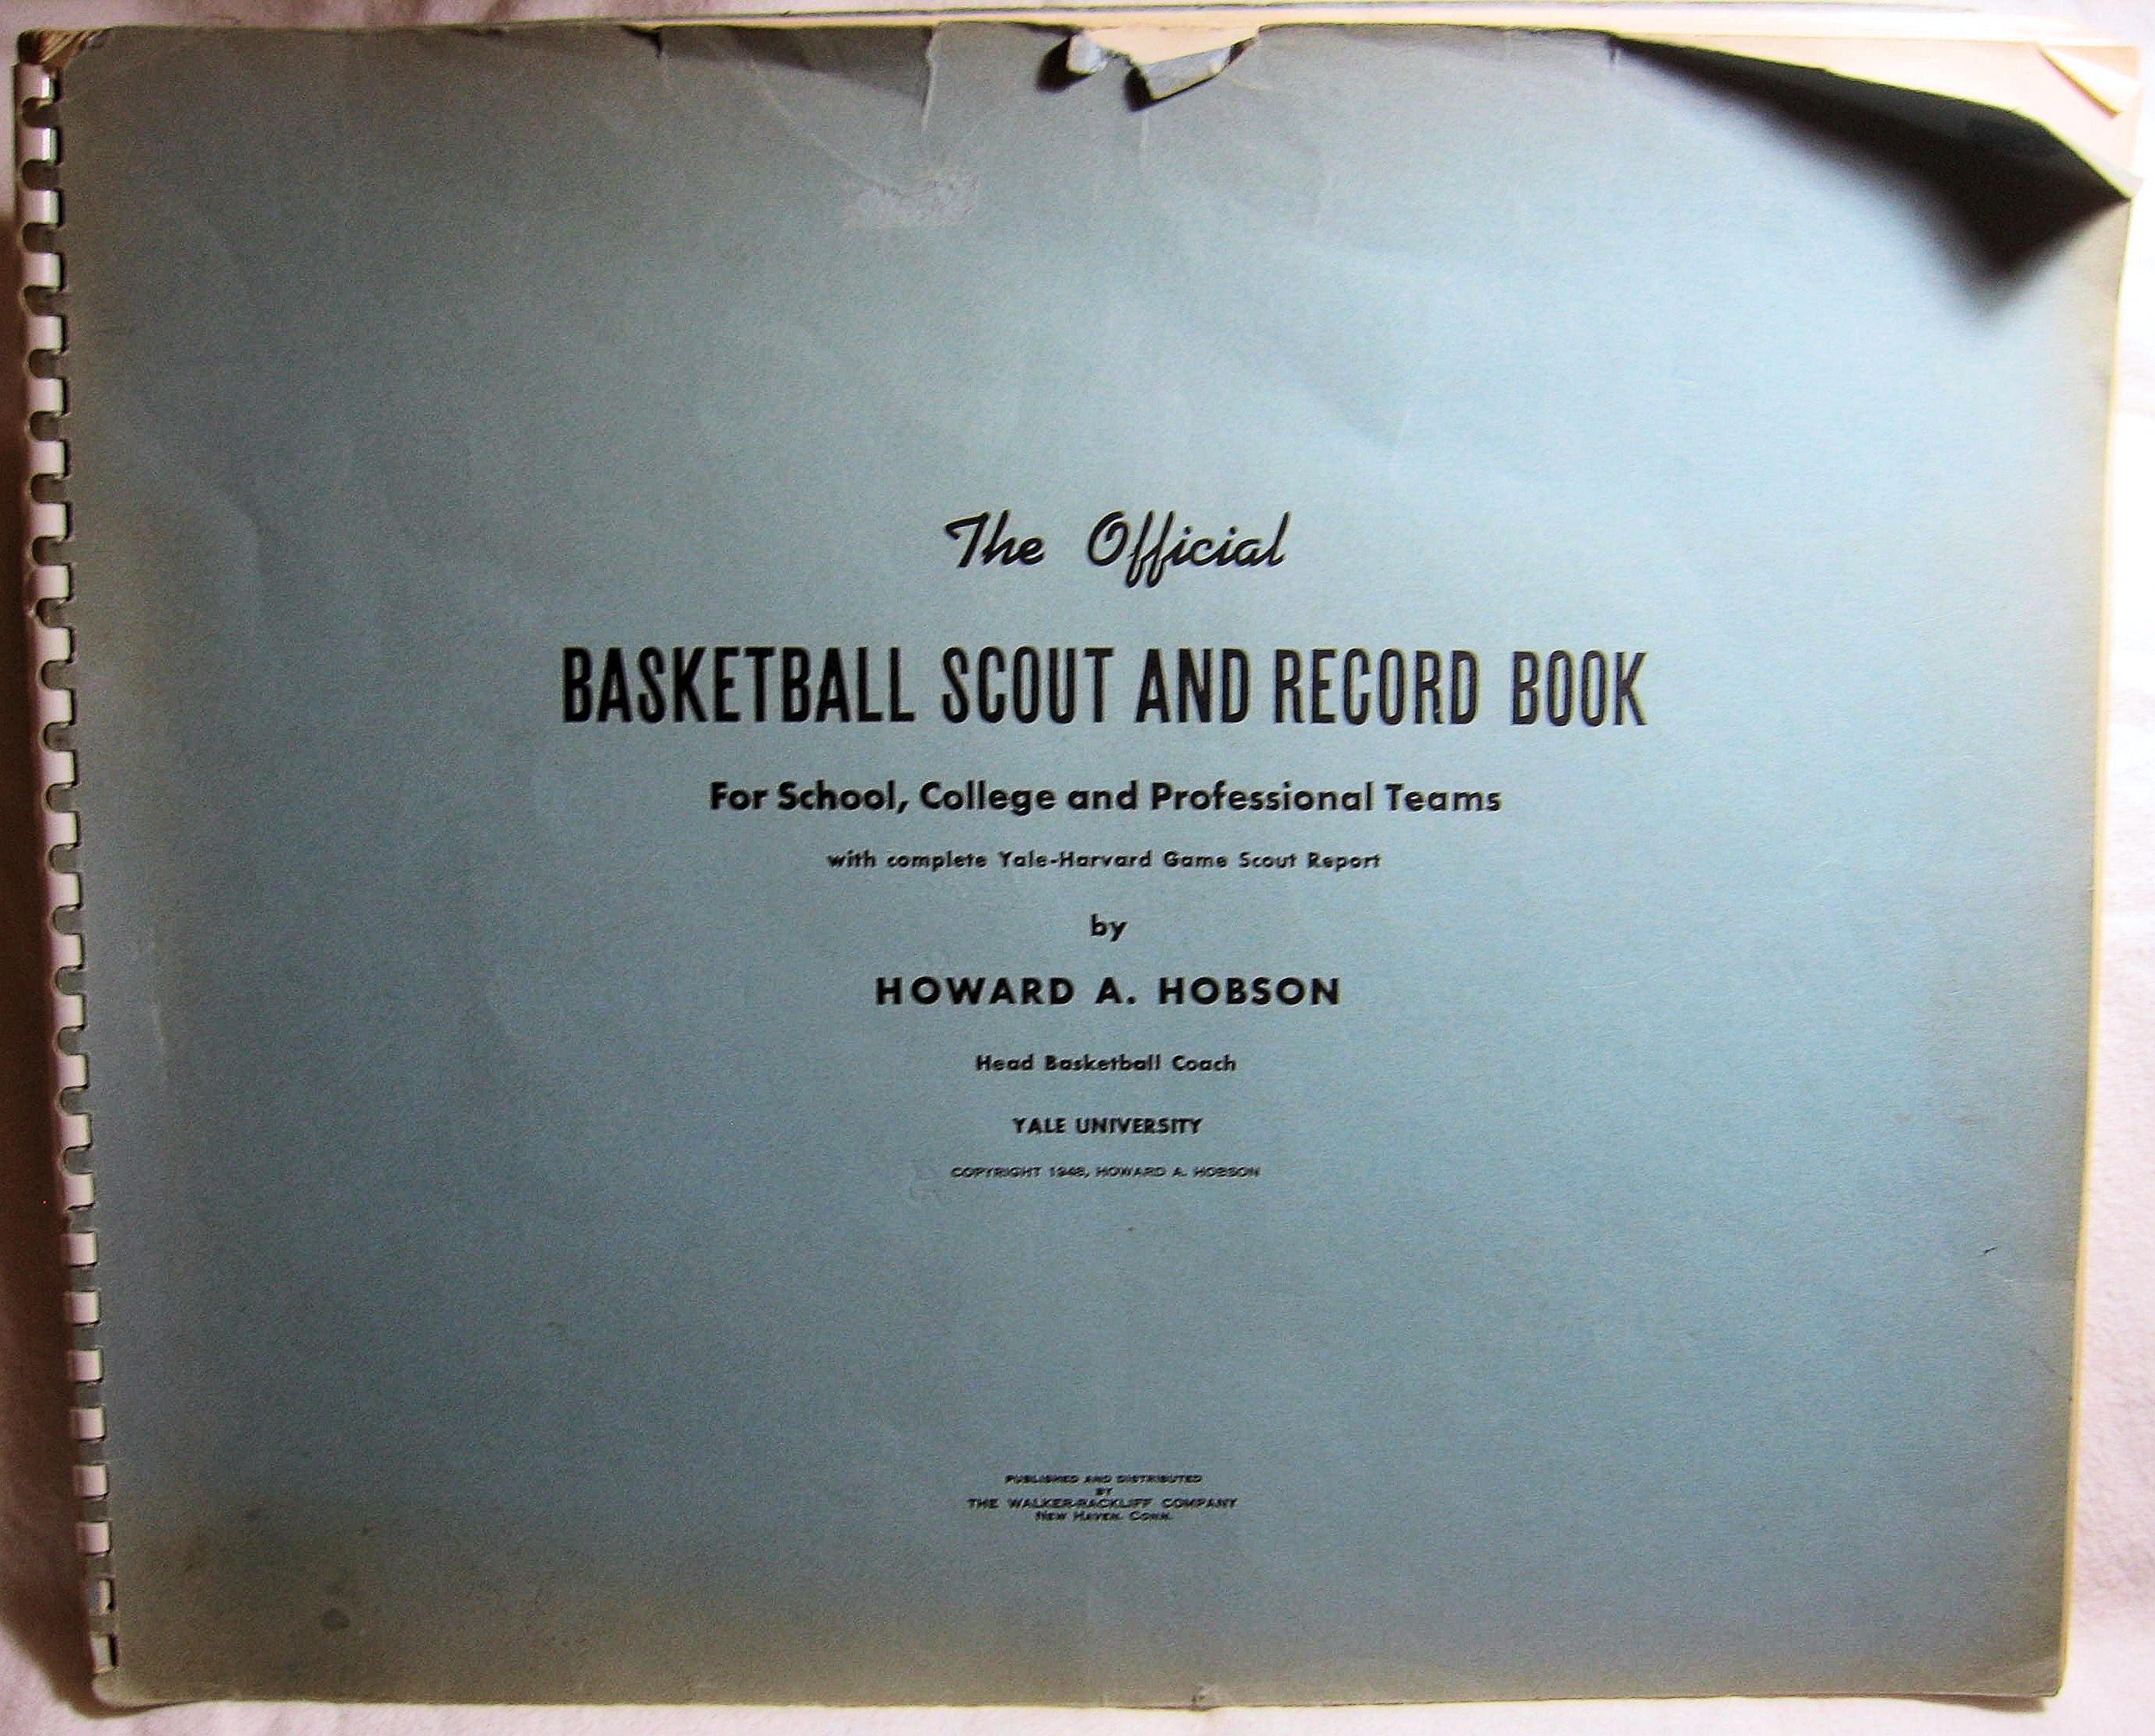 The Official
BASKETBALL SCOUT AND RECORD BOOK
For School, College and Professional Teams
with complete Yale-Harvard Game Scout Report
by
HOWARD A. HOBSON
Head Basketball Coach
YALE UNIVERSITY
COPYRIGHT 1948, HOWARD A. HOBSON
PUBLISHED AND DISTRIBUTED
BY
THE WALKER-RACKLIFF COMPANY
NEW HAVEN, CONN.